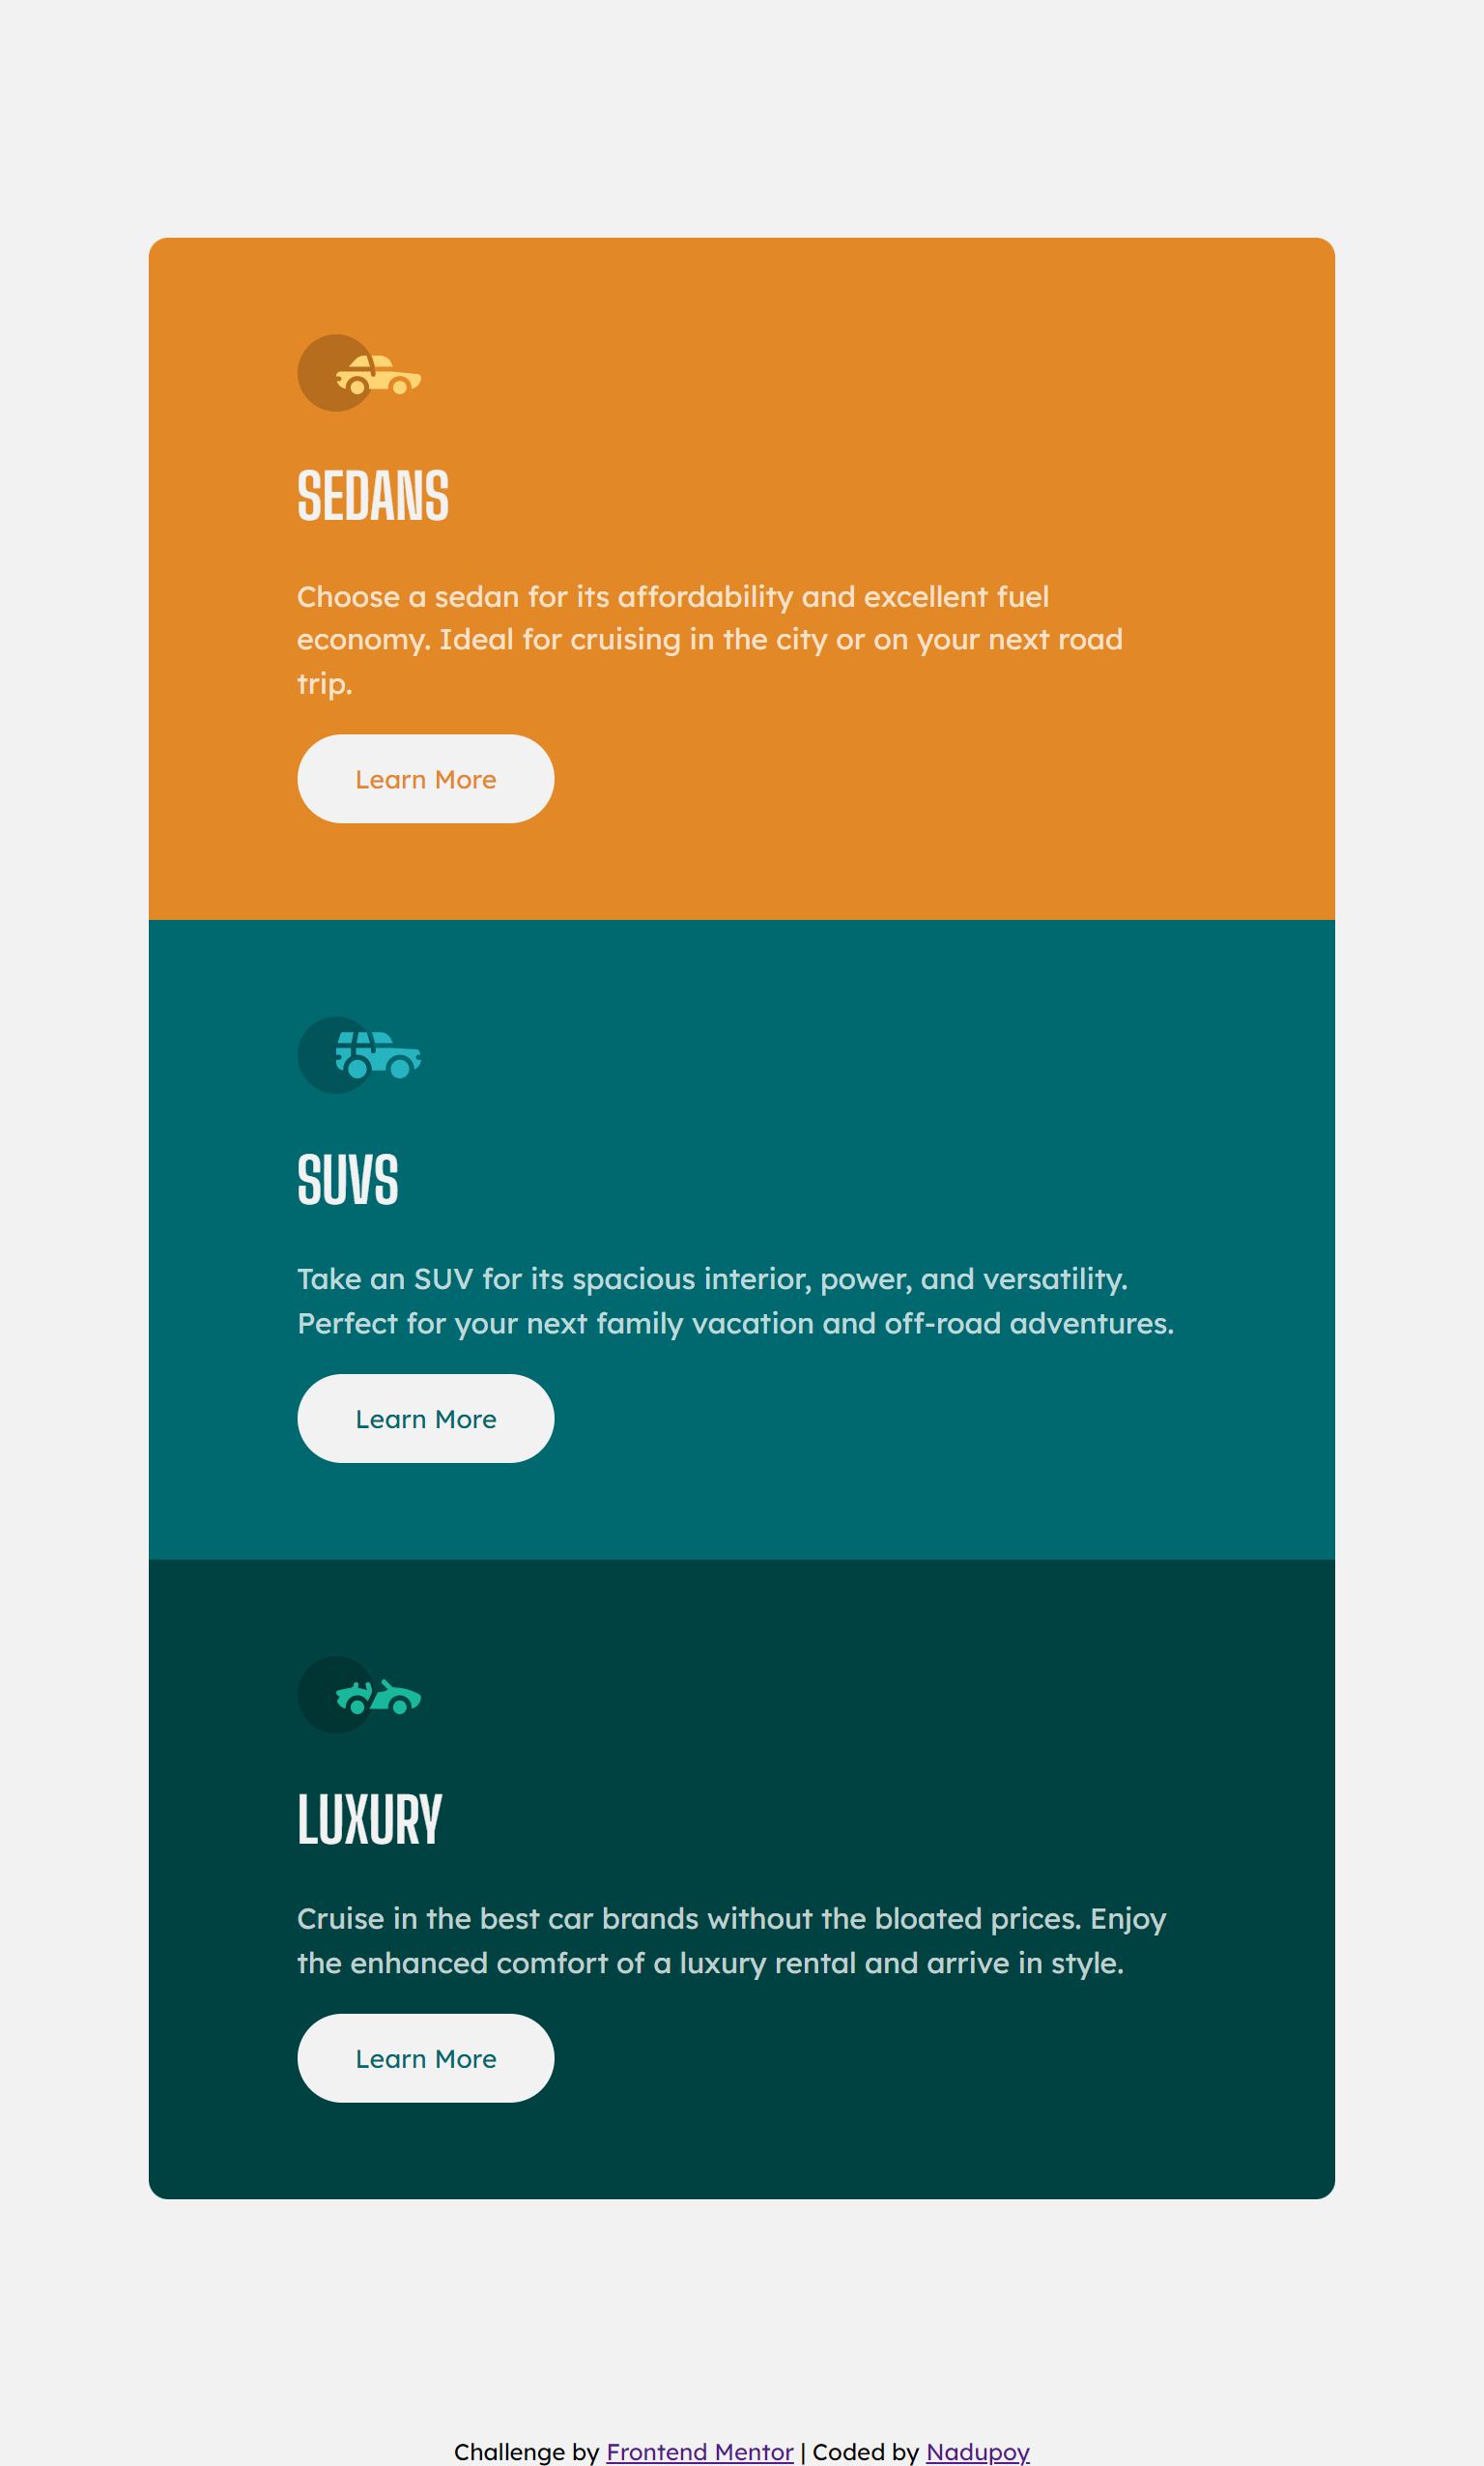 SEDANS
Choose a sedan for its affordability and excellent fuel
economy. Ideal for cruising in the city or on your next road
trip.
Learn More
SUVS
Take an SUV for its spacious interior, power, and versatility.
Perfect for your next family vacation and off-road adventures.
Learn More
LUXURY
Cruise in the best car brands without the bloated prices. Enjoy
the enhanced comfort of a luxury rental and arrive in style.
Learn More
Challenge by Frontend Mentor | Coded by Nadupoy